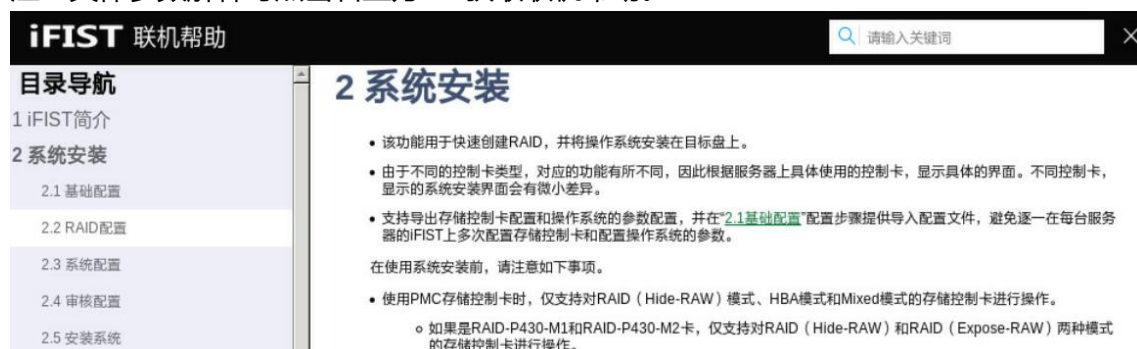 iFIST 联机帮助
请输入关键词
目录导航
1 iFIST简介
2 系统安装
2.1 基础配置
2.2 RAID配置
2.3 系统配置
2.4 审核配置
2.5 安装系统
2 系统安装
• 该功能用于快速创建RAID，并将操作系统安装在目标盘上。
• 由于不同的控制卡类型，对应的功能有所不同，因此根据服务器上具体使用的控制卡，显示具体的界面。不同控制卡，
显示的系统安装界面会有微小差异。
• 支持导出存储控制卡配置和操作系统的参数配置，并在“2.1基础配置”配置步骤提供导入配置文件，避免逐一在每台服务
器的iFIST上多次配置存储控制卡和配置操作系统的参数。
在使用系统安装前，请注意如下事项。
• 使用PMC存储控制卡时，仅支持对RAID（Hide-RAW）模式、HBA模式和Mixed模式的存储控制卡进行操作。
○ 如果是RAID-P430-M1和RAID-P430-M2卡，仅支持对RAID（Hide-RAW）和RAID（Expose-RAW）两种模式
的存储控制卡进行操作。